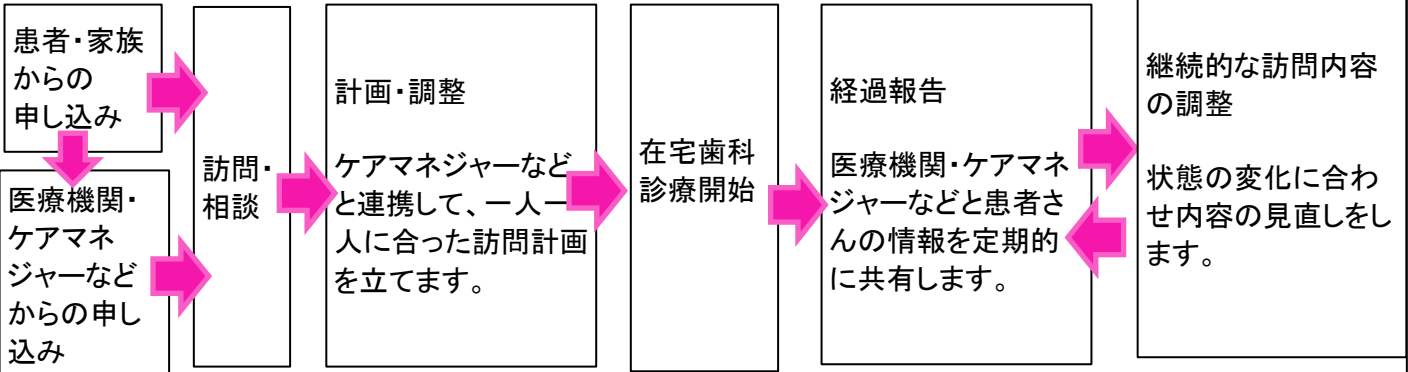 患者・家族
からの
申し込み
医療機関・
ケアマネ
ジャーなど
からの申し
込み
訪問・
相談
計画・調整
ケアマネジャーなど
と連携して、一人一
人に合った訪問計画
を立てます。
在宅歯科
診療開始
経過報告
医療機関・ケアマネ
ジャーなどと患者さ
んの情報を定期的
に共有します。
継続的な訪問内容
の調整
状態の変化に合わ
せ内容の見直しをし
ます。